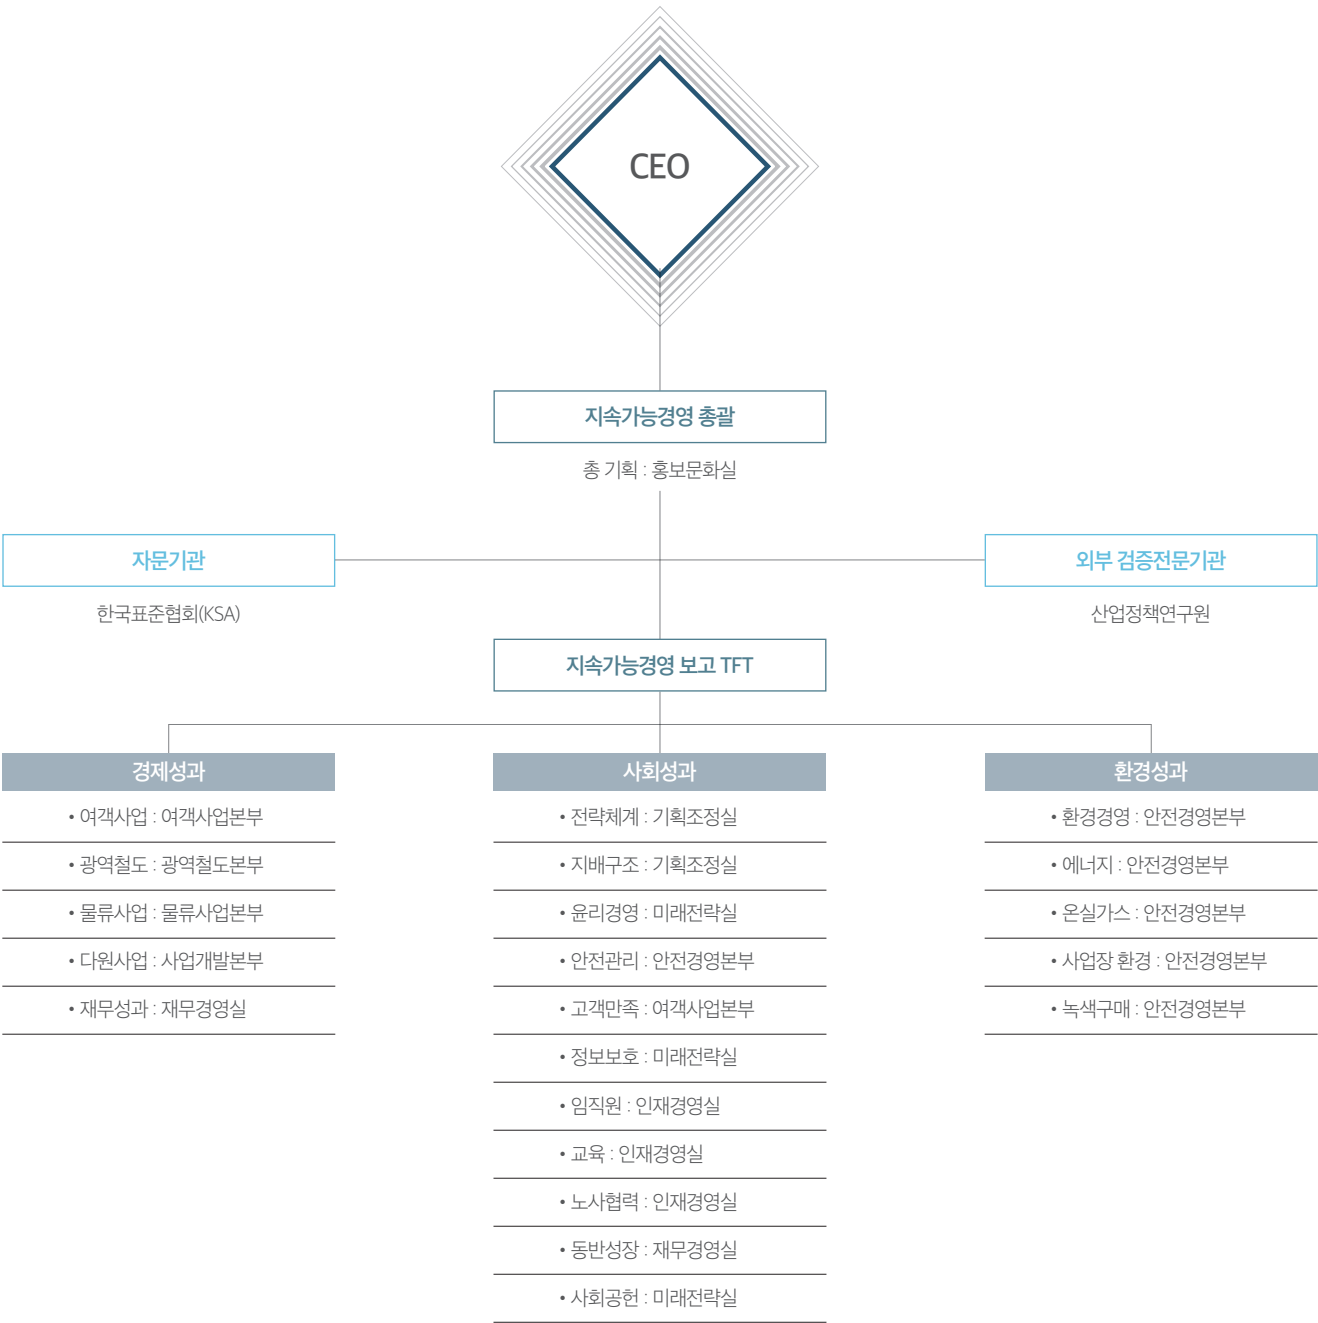 CEO
지속가능경영 총괄
총 기획 : 홍보문화실
자문기관
한국표준협회(KSA)
외부 검증전문기관
산업정책연구원
지속가능경영 보고 TFT
경제성과
• 여객사업 : 여객사업본부
• 광역철도 : 광역철도본부
• 물류사업 : 물류사업본부
• 다원사업 : 사업개발본부
• 재무성과 : 재무경영실
사회성과
• 전략체계 : 기획조정실
• 지배구조 : 기획조정실
• 윤리경영 : 미래전략실
• 안전관리 : 안전경영본부
• 고객만족 : 여객사업본부
• 정보보호 : 미래전략실
• 임직원 : 인재경영실
• 교육 : 인재경영실
• 노사협력 : 인재경영실
• 동반성장 : 재무경영실
• 사회공헌 : 미래전략실
환경성과
• 환경경영 : 안전경영본부
• 에너지 : 안전경영본부
• 온실가스 : 안전경영본부
• 사업장 환경 : 안전경영본부
• 녹색구매 : 안전경영본부